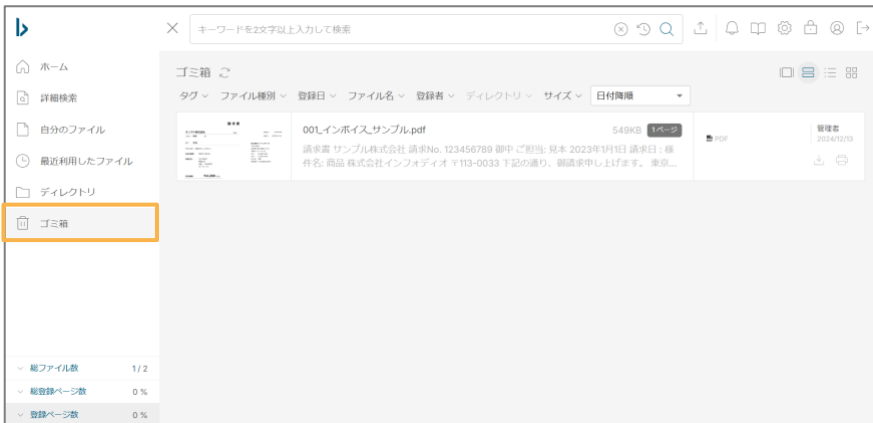 キーワードを2文字以上入力して検索
ホーム
詳細検索
自分のファイル
最近利用したファイル
ディレクトリ
ゴミ箱
ゴミ箱
タグ ファイル種別 登録日 ファイル名 登録者 ディレクトリ サイズ 日付降順
001_インボイス_サンプル.pdf 549KB 1ページ
請求書 サンプル株式会社 請求No. 123456789 御中 ご担当: 見本 2023年1月1日 請求日 : 様
件名: 商品 株式会社インフォディオ 〒113-0033 下記の通り、御請求申し上げます。 東京...
PDF
管理者
2024/12/13
総ファイル数 1 / 2
総登録ページ数 0 %
登録ページ数 0 %